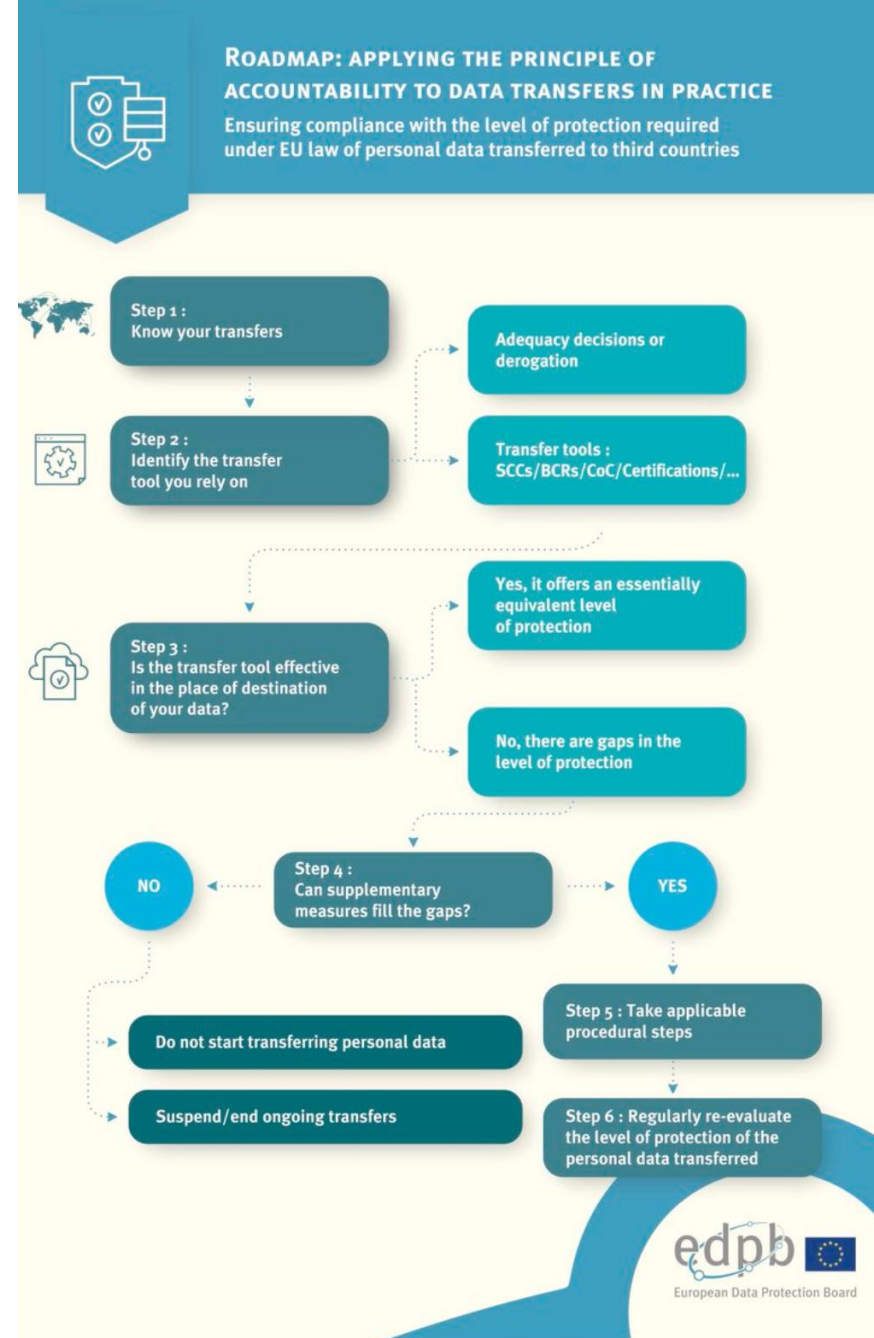 ROADMAP: APPLYING THE PRINCIPLE OF
ACCOUNTABILITY TO DATA TRANSFERS IN PRACTICE
Ensuring compliance with the level of protection required
under EU law of personal data transferred to third countries
Step 1 :
Know your transfers
Adequacy decisions or
derogation
Step 2 :
Identify the transfer
tool you rely on
Transfer tools :
SCCs/BCRs/CoC/Certifications/...
Yes, it offers an essentially
equivalent level
of protection
Step 3 :
Is the transfer tool effective
in the place of destination
of your data?
No, there are gaps in the
level of protection
NO
Step 4 :
Can supplementary
measures fill the gaps?
YES
Step 5 : Take applicable
procedural steps
Do not start transferring personal data
Suspend/end ongoing transfers
Step 6 : Regularly re-evaluate
the level of protection of the
personal data transferred
edpb
European Data Protection Board